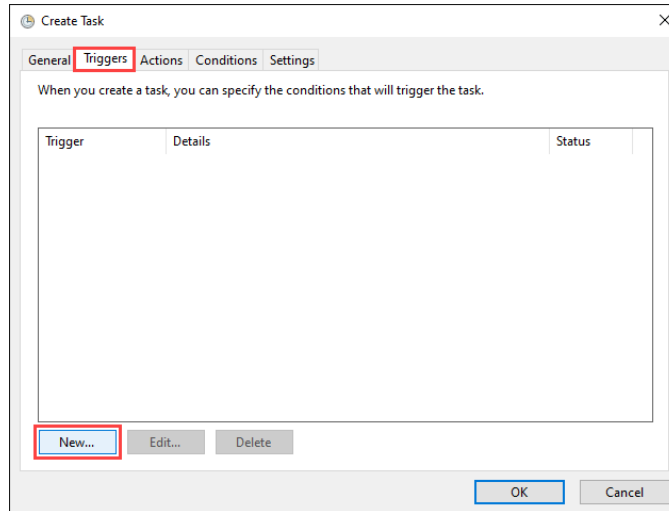 Create Task
General Triggers Actions Conditions Settings
When you create a task, you can specify the conditions that will trigger the task.
Trigger Details Status
New... Edit... Delete
OK Cancel